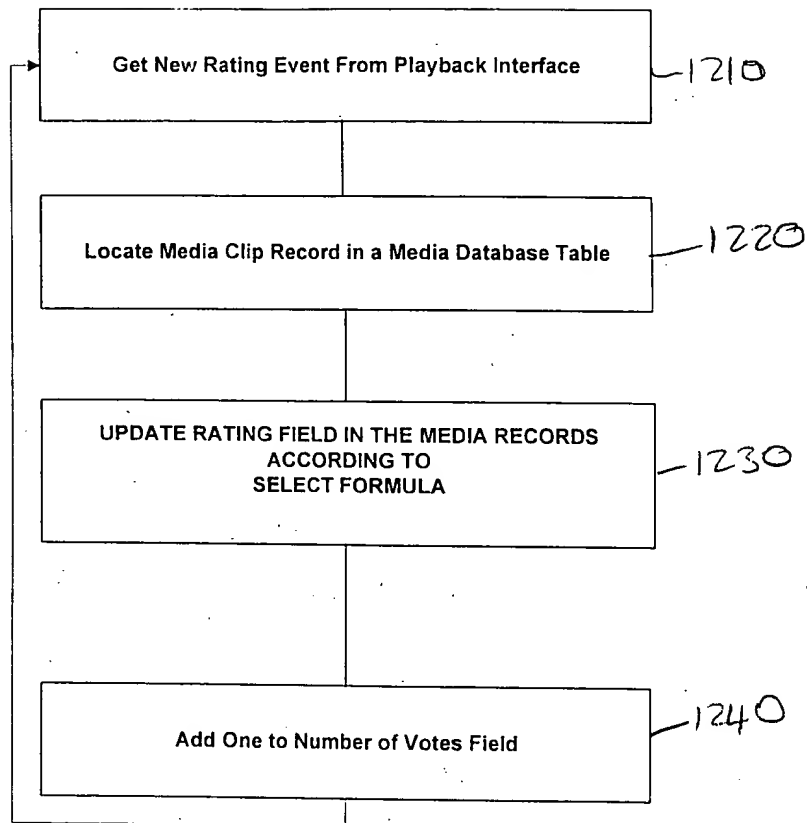 Get New Rating Event From Playback Interface
1210
Locate Media Clip Record in a Media Database Table
1220
UPDATE RATING FIELD IN THE MEDIA RECORDS
ACCORDING TO
SELECT FORMULA
1230
Add One to Number of Votes Field
1240